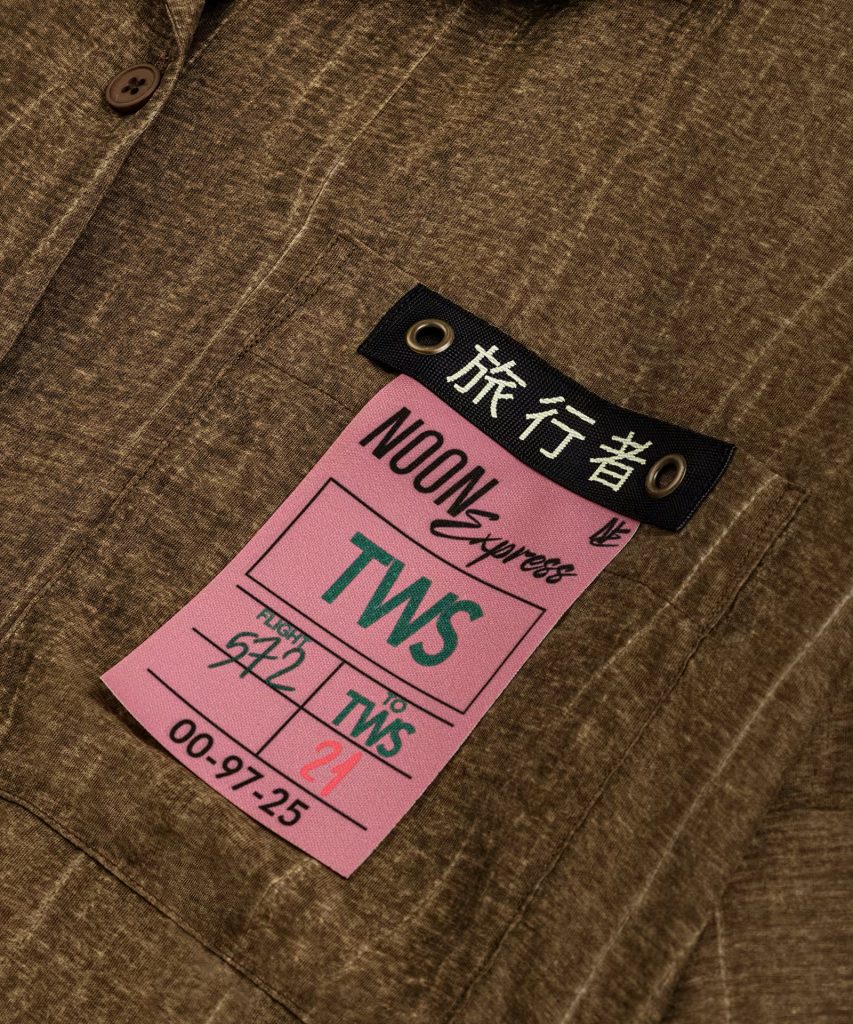 旅行者
NOON
Express
TWS
FLIGHT
572
TO
TWS
21
00-97-25